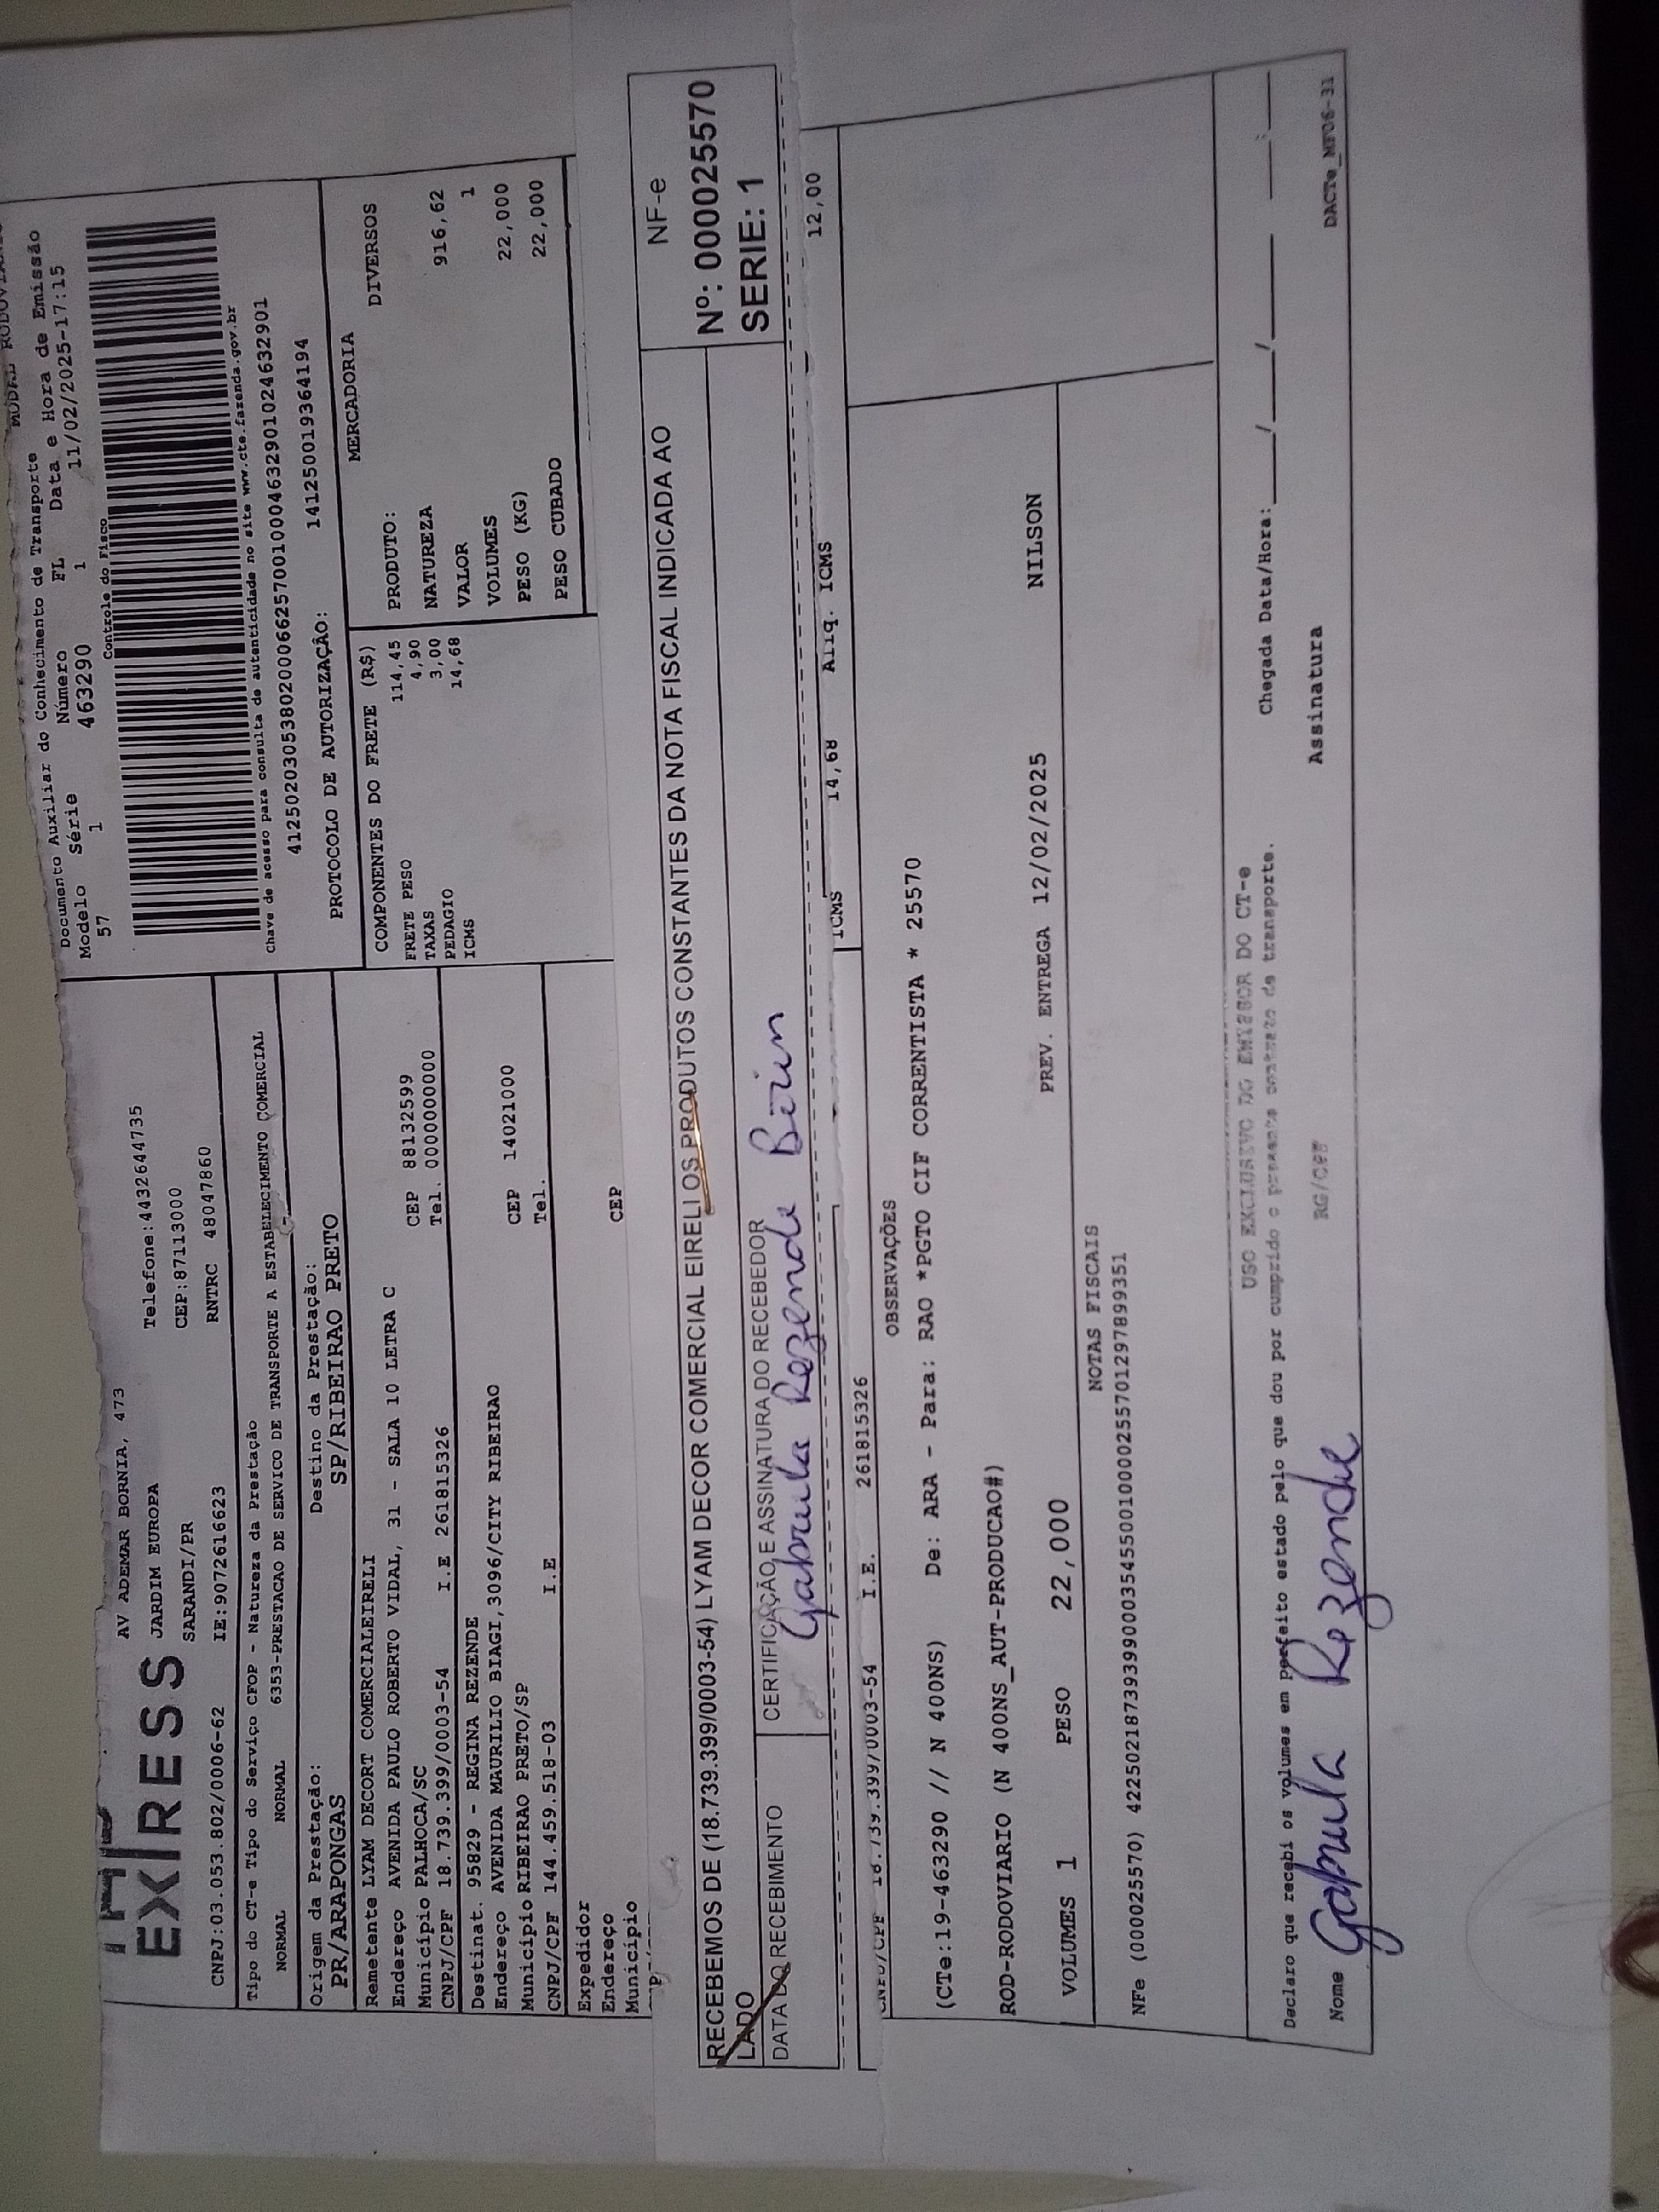 EXPRESS
AV ADEMAR BORNIA, 473
JARDIM EUROPA Telefone:4432644735
SARANDI/PR CEP:87113000
CNPJ:03.053.802/0006-62 IE:9072616623 RNTRC 48047860
Documento Auxiliar do Conhecimento de Transporte
Modelo Série Número FL Data e Hora de Emissão
57 1 463290 1 11/02/2025-17:15
Controle do Fisco
Chave de acesso para consulta de autenticidade no site www.cte.fazenda.gov.br
41250203053802000662570010004632901024632901
PROTOCOLO DE AUTORIZAÇÃO: 141250019364194
Tipo do CT-e Tipo do Serviço CFOP - Natureza da Prestação
NORMAL NORMAL 6353-PRESTACAO DE SERVICO DE TRANSPORTE A ESTABELECIMENTO COMERCIAL
Origem da Prestação: Destino da Prestação:
PR/ARAPONGAS SP/RIBEIRAO PRETO
Remetente LYAM DECORT COMERCIALEIRELI
Endereço AVENIDA PAULO ROBERTO VIDAL, 31 - SALA 10 LETRA C
Município PALHOCA/SC CEP 88132599
CNPJ/CPF 18.739.399/0003-54 I.E 261815326 Tel. 0000000000
Destinat. 95829 - REGINA REZENDE
Endereço AVENIDA MAURILIO BIAGI,3096/CITY RIBEIRAO
Município RIBEIRAO PRETO/SP CEP 14021000
CNPJ/CPF 144.459.518-03 I.E Tel.
Expedidor
Endereço
Município CEP
COMPONENTES DO FRETE (R$)
FRETE PESO 114,45
TAXAS 4,90
PEDAGIO 3,00
ICMS 14,68
MERCADORIA
PRODUTO: DIVERSOS
NATUREZA
VALOR 916,62
VOLUMES 1
PESO (KG) 22,000
PESO CUBADO 22,000
RECEBEMOS DE (18.739.399/0003-54) LYAM DECOR COMERCIAL EIRELI OS PRODUTOS CONSTANTES DA NOTA FISCAL INDICADA AO
LADO
DATA DO RECEBIMENTO CERTIFICAÇÃO E ASSINATURA DO RECEBEDOR
Gabriela Rezende
NF-e
Nº: 000025570
SERIE: 1
CNPJ/CPF 18.739.399/0003-54 I.E. 261815326 ICMS 14,68 Aliq. ICMS 12,00
OBSERVAÇÕES
(CTe:19-463290 // N 400NS) De: ARA - Para: RAO *PGTO CIF CORRENTISTA * 25570
ROD-RODOVIARIO (N 400NS_AUT-PRODUCAO#)
VOLUMES 1 PESO 22,000 PREV. ENTREGA 12/02/2025 NILSON
NOTAS FISCAIS
NFe (000025570) 42250218739399000354550010000255701297899351
USO EXCLUSIVO DO EMISSOR DO CT-e
Declaro que recebi os volumes em perfeito estado pelo que dou por cumprido o presente contrato de transporte. Chegada Data/Hora:___/___/___ ___:___
Nome Gabriela Rezende RG/CPF Assinatura
DACTe_MF06-31